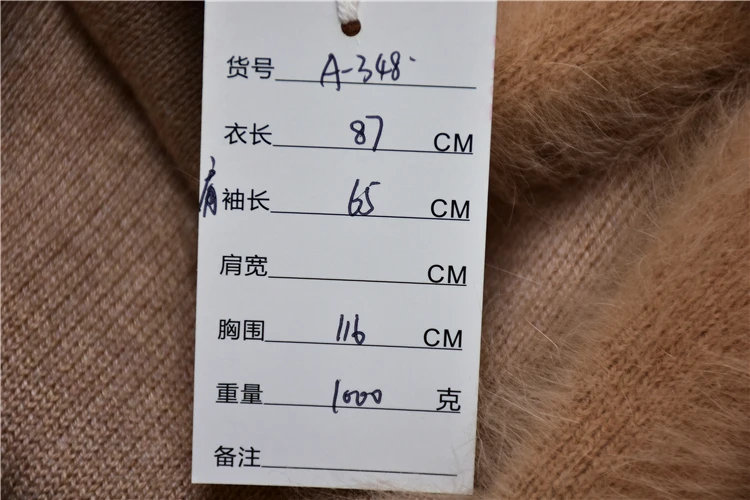 货号 A-348
衣长 87 CM
肩袖长 65 CM
肩宽 CM
胸围 116 CM
重量 1000 克
备注